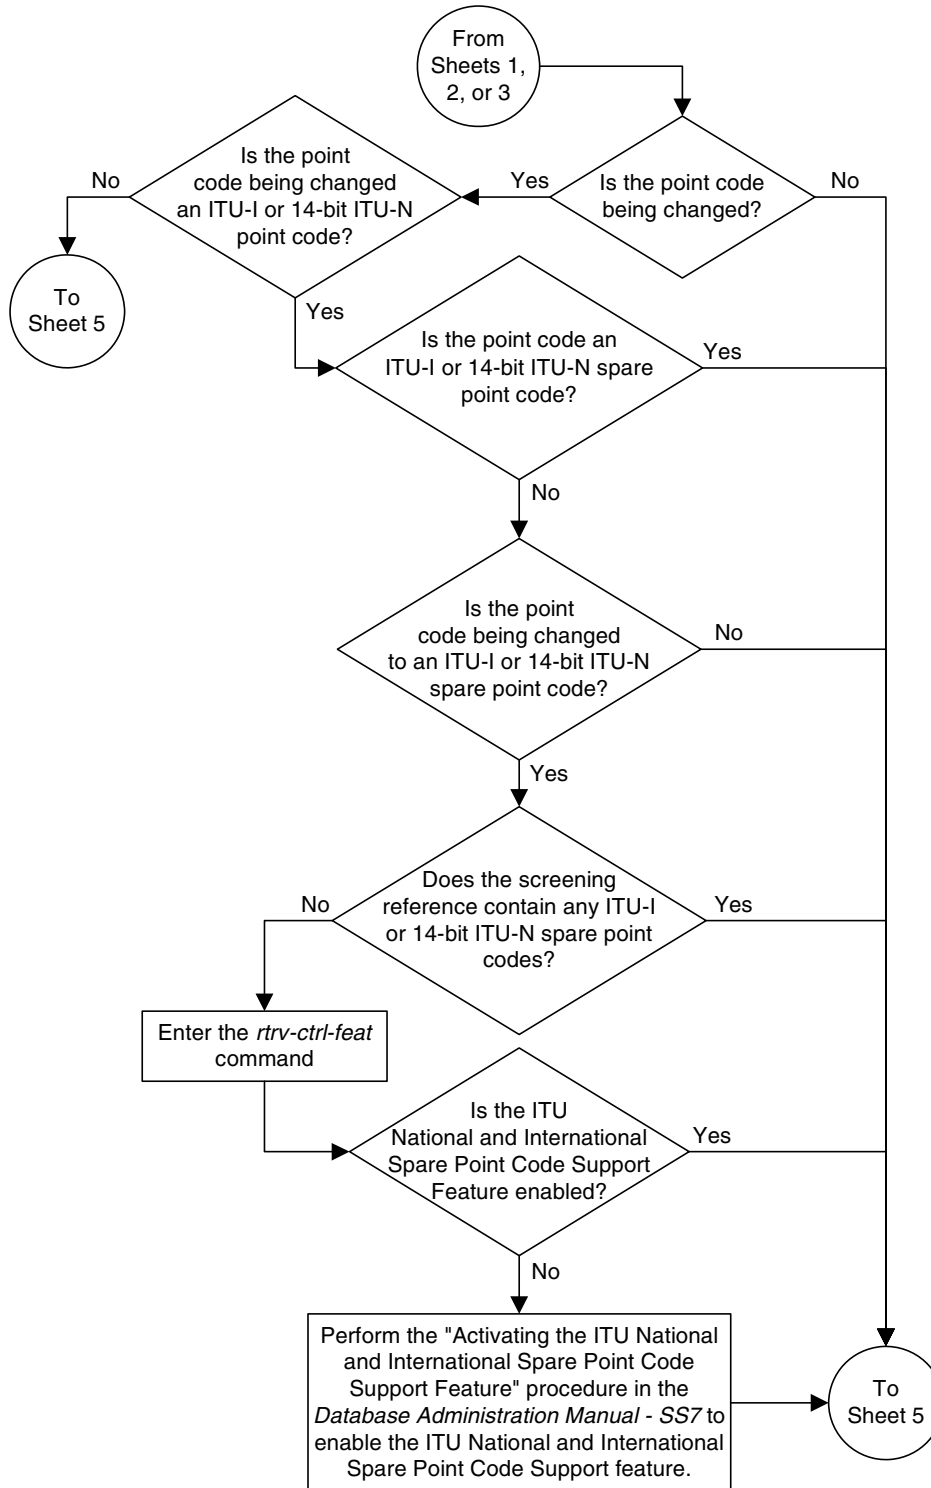 From
Sheets 1,
2, or 3
Is the point code
being changed?
Yes
No
Is the point
code being changed
an ITU-I or 14-bit ITU-N
point code?
No
Yes
To
Sheet 5
Is the point code an
ITU-I or 14-bit ITU-N spare
point code?
Yes
No
Is the point
code being changed
to an ITU-I or 14-bit ITU-N
spare point code?
No
Yes
Does the screening
reference contain any ITU-I
or 14-bit ITU-N spare point
codes?
No
Yes
Enter the rtrv-ctrl-feat
command
Is the ITU
National and International
Spare Point Code Support
Feature enabled?
Yes
No
Perform the "Activating the ITU National
and International Spare Point Code
Support Feature" procedure in the
Database Administration Manual - SS7 to
enable the ITU National and International
Spare Point Code Support feature.
To
Sheet 5